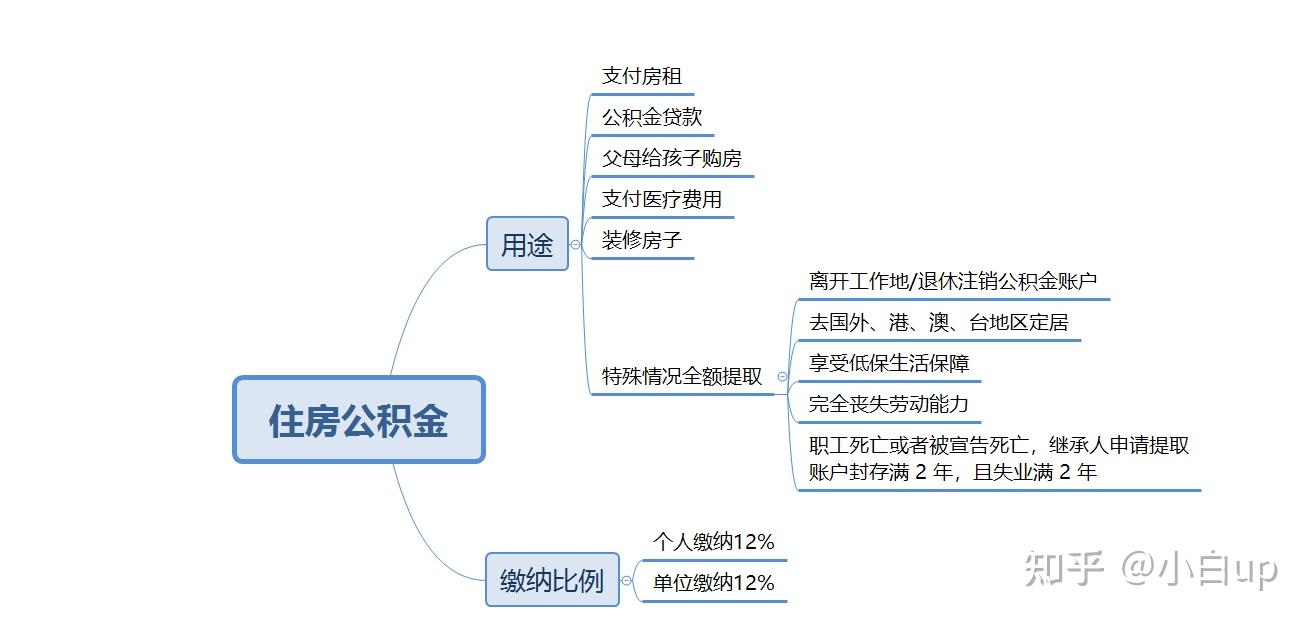 支付房租
公积金贷款
父母给孩子购房
支付医疗费用
用途
装修房子
离开工作地/退休注销公积金账户
去国外、港、澳、台地区定居
享受低保生活保障
特殊情况全额提取
完全丧失劳动能力
住房公积金
职工死亡或者被宣告死亡，继承人申请提取
账户封存满 2 年，且失业满 2 年
个人缴纳12%
缴纳比例
单位缴纳12%
知乎 @小白up